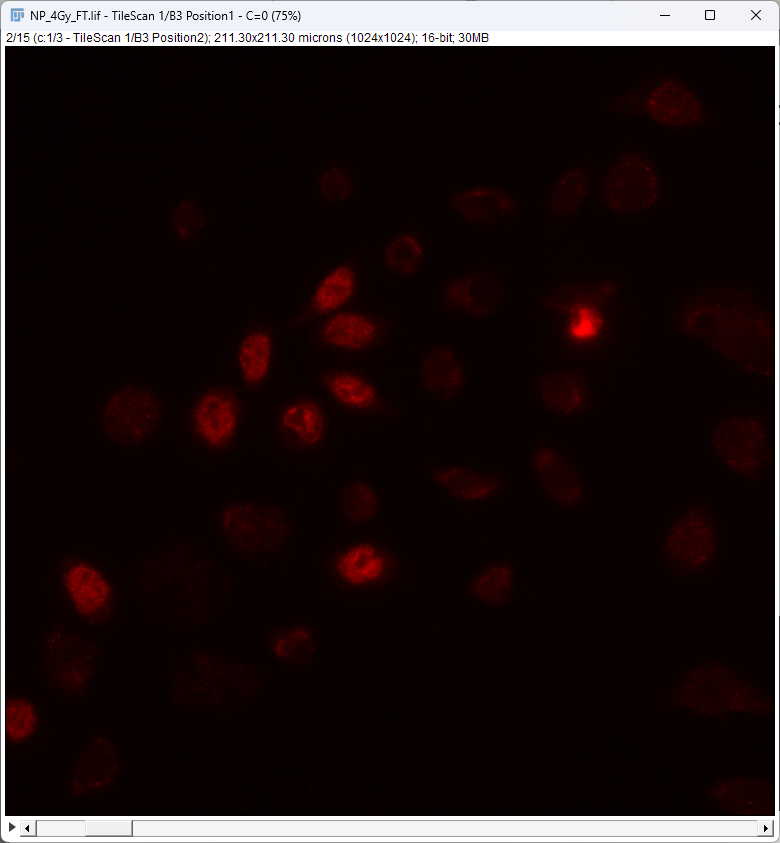 NP_4Gy_FT.lif - TileScan 1/B3 Position1 - C=0 (75%)
2/15 (c:1/3 - TileScan 1/B3 Position2); 211.30x211.30 microns (1024x1024); 16-bit; 30MB